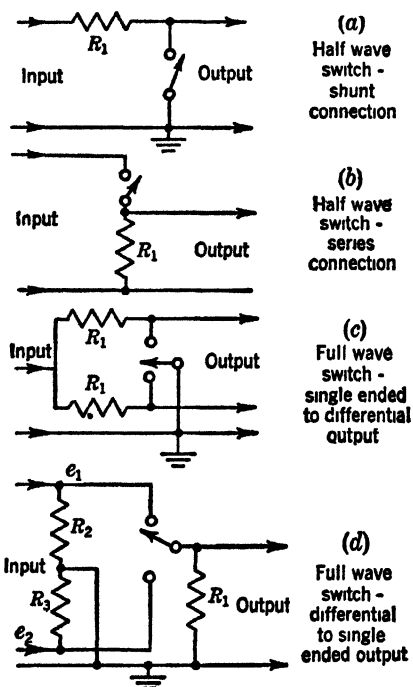 R₁
Input
Output
(a)
Half wave
switch -
shunt
connection
Input
R₁
Output
(b)
Half wave
switch -
series
connection
R₁
Input
R₁
Output
(c)
Full wave
switch -
single ended
to differential
output
e₁
R₂
Input
R₃
e₂
R₁
Output
(d)
Full wave
switch -
differential
to single
ended output